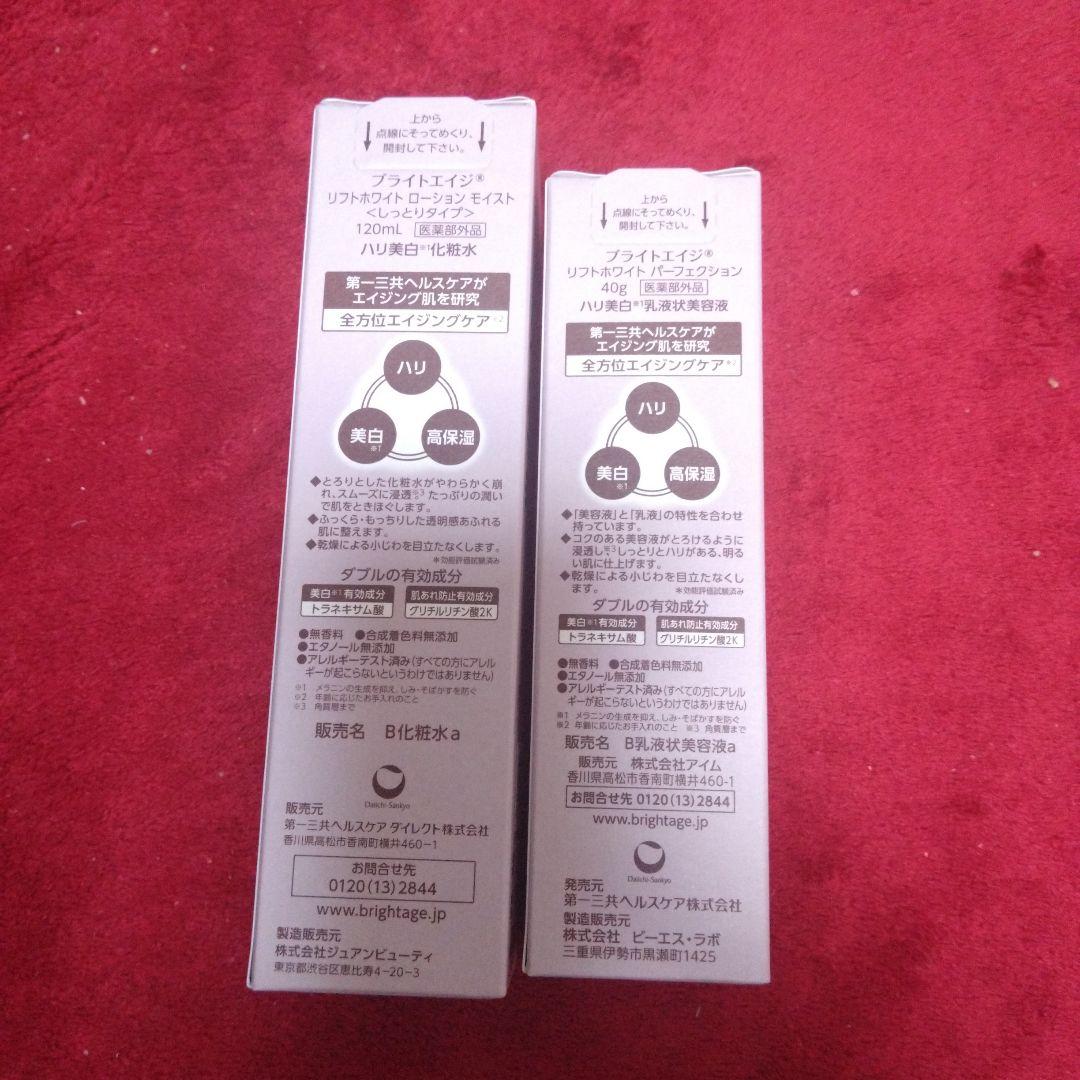 上から
点線にそってめくり、
開封して下さい。
ブライトエイジ®
リフトホワイト ローション モイスト
<しっとりタイプ>
120mL 医薬部外品
ハリ美白※1化粧水
第一三共ヘルスケアが
エイジング肌を研究
全方位エイジングケア※2
ハリ
美白※1
高保湿
◆とろりとした化粧水がやわらかく崩
れ、スムーズに浸透※3 たっぷりの潤い
で肌をときほぐします。
◆ふっくら・もっちりした透明感あふれる
肌に整えます。
◆乾燥による小じわを目立たなくします。
＊効能評価試験済み
ダブルの有効成分
美白※1有効成分
トラネキサム酸
肌あれ防止有効成分
グリチルリチン酸2K
●無香料 ●合成着色料無添加
●エタノール無添加
●アレルギーテスト済み(すべての方にアレル
ギーが起こらないというわけではありません)
※1 メラニンの生成を抑え、しみ・そばかすを防ぐ
※2 年齢に応じたお手入れのこと
※3 角質層まで
販売名 B化粧水a
Daiichi-Sankyo
販売元
第一三共ヘルスケア ダイレクト株式会社
香川県高松市香南町横井460-1
お問合せ先
0120(13)2844
www.brightage.jp
製造販売元
株式会社ジュアンビューティ
東京都渋谷区恵比寿4-20-3
上から
点線にそってめくり、
開封して下さい。
ブライトエイジ®
リフトホワイト パーフェクション
40g 医薬部外品
ハリ美白※1乳液状美容液
第一三共ヘルスケアが
エイジング肌を研究
全方位エイジングケア※2
ハリ
美白※1
高保湿
◆「美容液」と「乳液」の特性を合わせ
持っています。
◆コクのある美容液がとろけるように
浸透し、※3しっとりとハリがある、明る
い肌に仕上げます。
◆乾燥による小じわを目立たなくし
ます。 ＊効能評価試験済み
ダブルの有効成分
美白※1有効成分
トラネキサム酸
肌あれ防止有効成分
グリチルリチン酸2K
●無香料 ●合成着色料無添加
●エタノール無添加
●アレルギーテスト済み(すべての方にアレル
ギーが起こらないというわけではありません)
※1 メラニンの生成を抑え、しみ・そばかすを防ぐ
※2 年齢に応じたお手入れのこと ※3 角質層まで
販売名 B乳液状美容液a
販売元 株式会社アイム
香川県高松市香南町横井460-1
お問合せ先 0120(13)2844
www.brightage.jp
Daiichi-Sankyo
発売元
第一三共ヘルスケア株式会社
製造販売元
株式会社 ピーエス・ラボ
三重県伊勢市黒瀬町1425